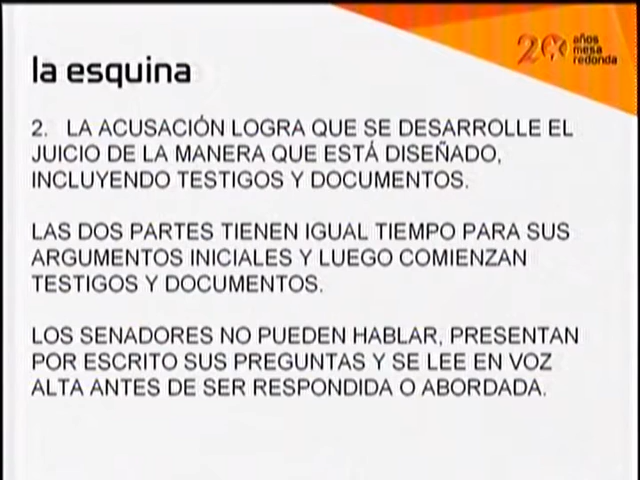 20 años
mesa
redonda
la esquina
2. LA ACUSACIÓN LOGRA QUE SE DESARROLLE EL
JUICIO DE LA MANERA QUE ESTÁ DISEÑADO,
INCLUYENDO TESTIGOS Y DOCUMENTOS.
LAS DOS PARTES TIENEN IGUAL TIEMPO PARA SUS
ARGUMENTOS INICIALES Y LUEGO COMIENZAN
TESTIGOS Y DOCUMENTOS.
LOS SENADORES NO PUEDEN HABLAR, PRESENTAN
POR ESCRITO SUS PREGUNTAS Y SE LEE EN VOZ
ALTA ANTES DE SER RESPONDIDA O ABORDADA.